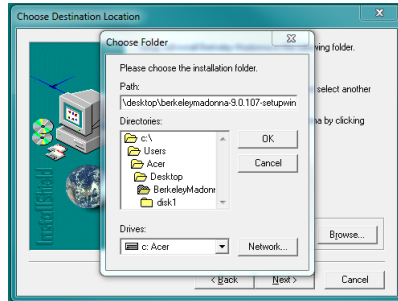 Choose Destination Location
Choose Folder
ving folder.
Please choose the installation folder.
Path:
\desktop\berkeleymadonna-9.0.107-setupwin
select another
Directories:
a by clicking
c:\
Users
Acer
Desktop
BerkeleyMadonr
disk1
OK
Cancel
Drives:
c: Acer
Network...
Browse...
InstallShield
< Back
Next >
Cancel